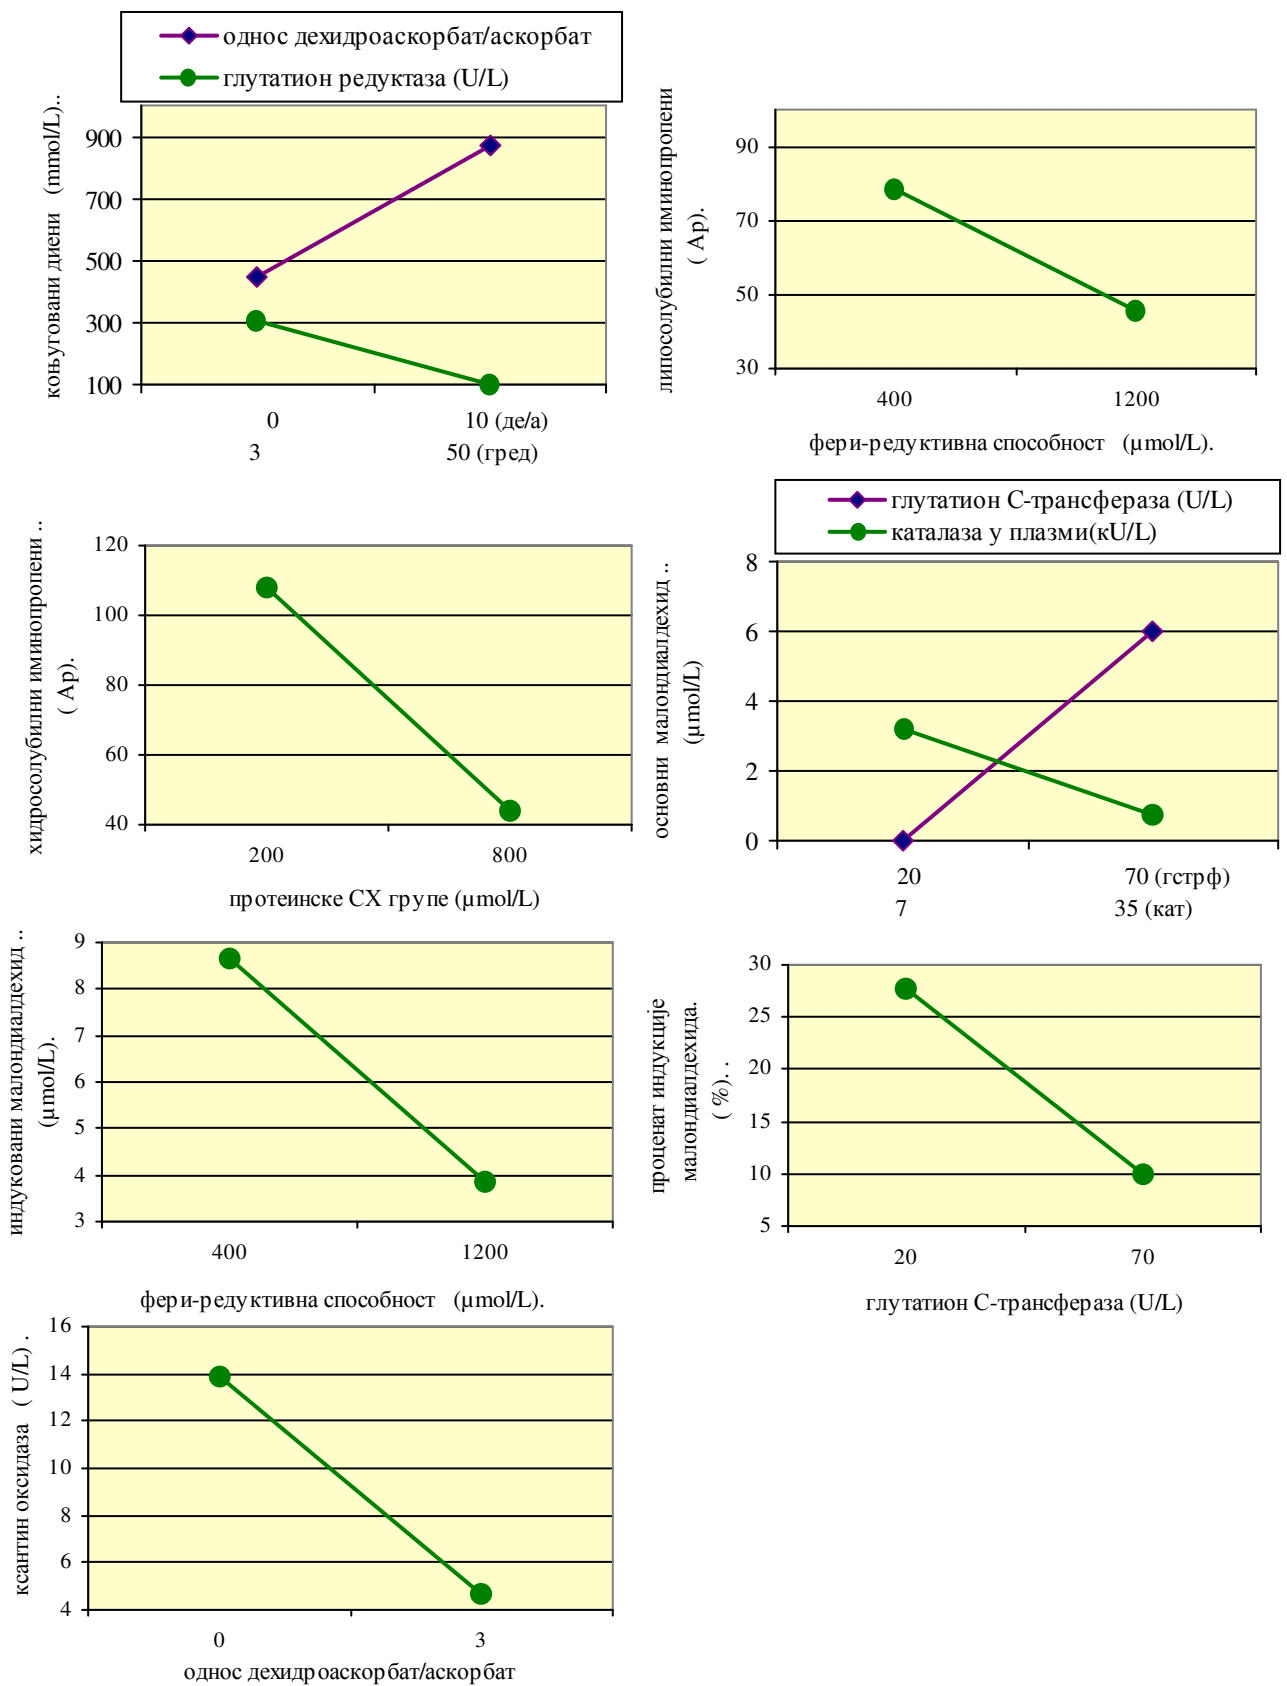 однос дехидроаскорбат/аскорбат
глутатион редуктаза (U/L)
коњуговани диени (mmol/L)..
900
700
500
300
100
0 10 (де/а)
3 50 (гред)
липосолубилни иминопропени
( Ap).
90
70
50
30
400 1200
фери-редуктивна способност (µmol/L).
хидросолубилни иминопропени ..
( Ap).
120
100
80
60
40
200 800
протеинске СХ групе (µmol/L)
глутатион С-трансфераза (U/L)
каталаза у плазми(кU/L)
основни малондиалдехид ..
(µmol/L)
8
6
4
2
0
20 70 (гстрф)
7 35 (кат)
индуковани малондиалдехид ..
(µmol/L).
9
8
7
6
5
4
3
400 1200
фери-редуктивна способност (µmol/L).
проценат индукције
малондиалдехида.
( %). .
30
25
20
15
10
5
20 70
глутатион С-трансфераза (U/L)
ксантин оксидаза ( U/L) .
16
14
12
10
8
6
4
0 3
однос дехидроаскорбат/аскорбат